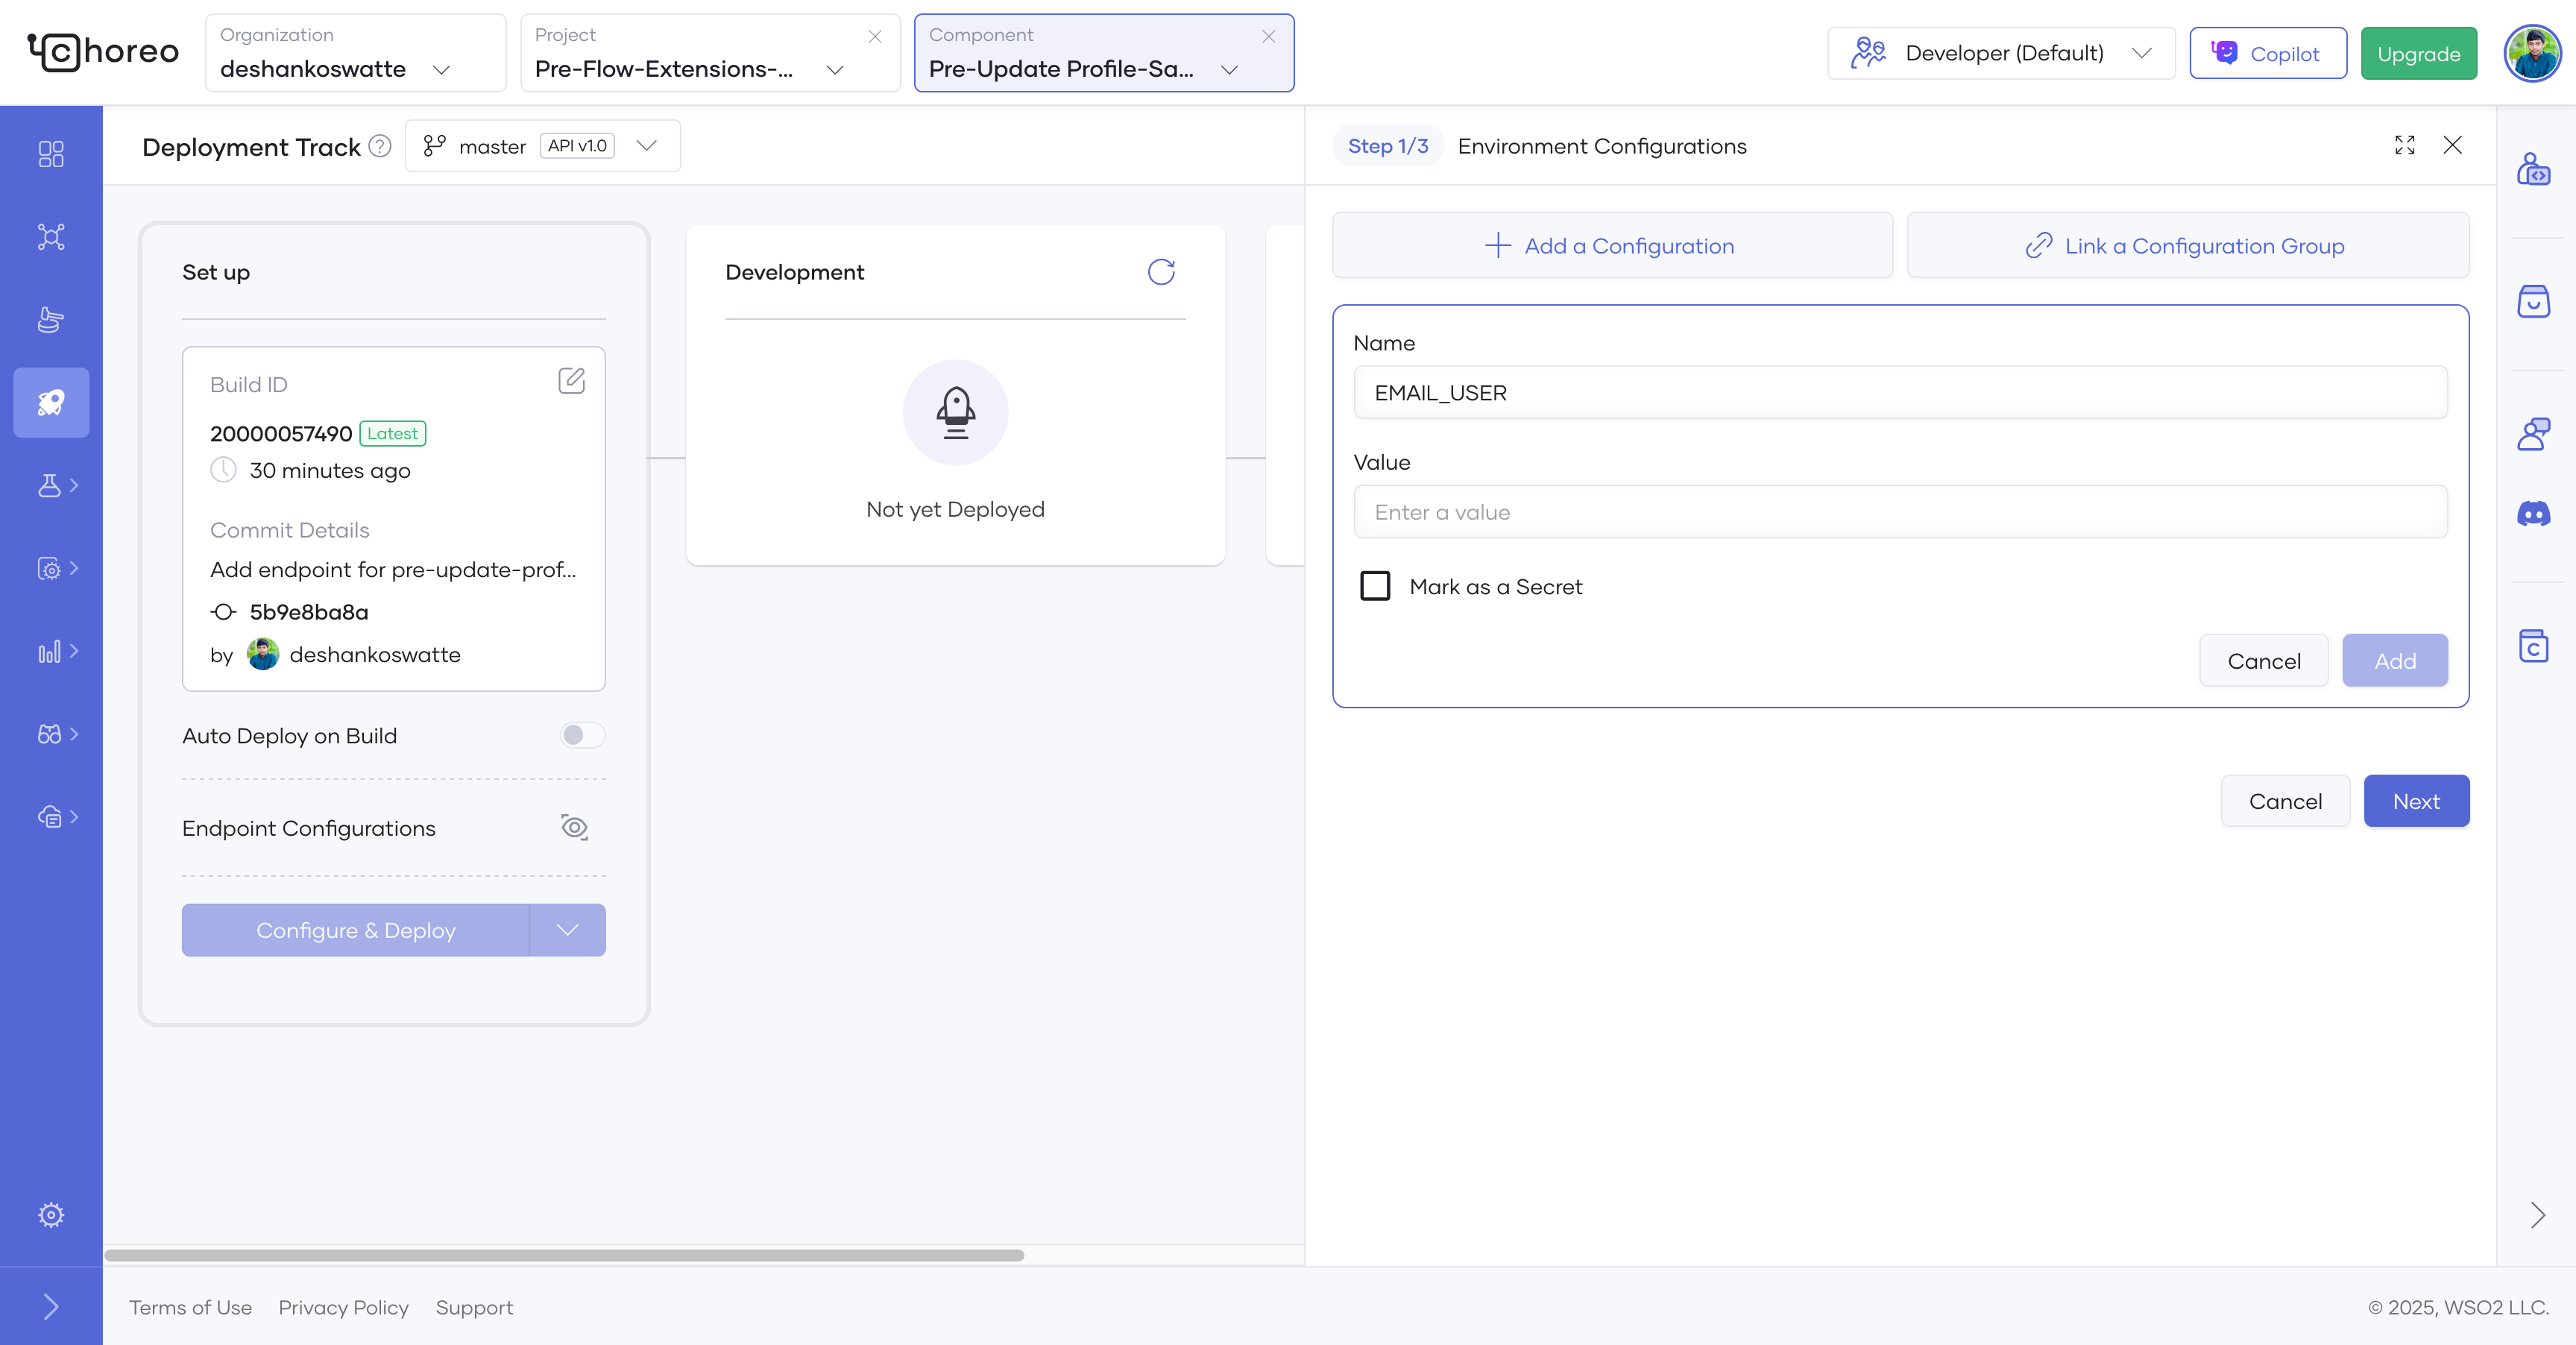 choreo
Organization
deshankoswatte
Project
Pre-Flow-Extensions-...
Component
Pre-Update Profile-Sa...
Developer (Default)
Copilot
Upgrade
Deployment Track
?
master
API v1.0
Step 1/3
Environment Configurations
Set up
Build ID
20000057490
Latest
30 minutes ago
Commit Details
Add endpoint for pre-update-prof...
5b9e8ba8a
by
deshankoswatte
Auto Deploy on Build
Endpoint Configurations
Configure & Deploy
Development
Not yet Deployed
Add a Configuration
Link a Configuration Group
Name
EMAIL_USER
Value
Enter a value
Mark as a Secret
Cancel
Add
Cancel
Next
C
Terms of Use
Privacy Policy
Support
© 2025, WSO2 LLC.